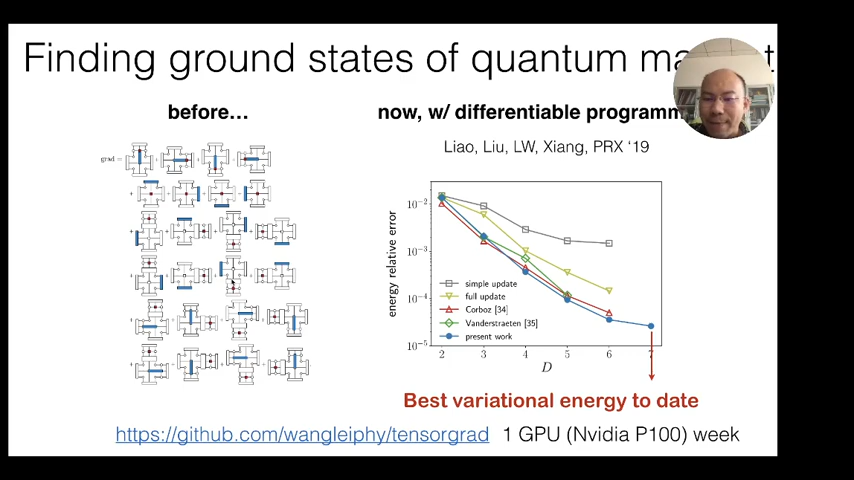 Finding ground states of quantum ma t
before…
now, w/ differentiable programm
Liao, Liu, LW, Xiang, PRX ‘19
grad =
energy relative error
10⁻²
10⁻³
10⁻⁴
10⁻⁵
simple update
full update
Corboz [34]
Vanderstraeten [35]
present work
2 3 4 5 6 7
D
Best variational energy to date
https://github.com/wangleiphy/tensorgrad 1 GPU (Nvidia P100) week